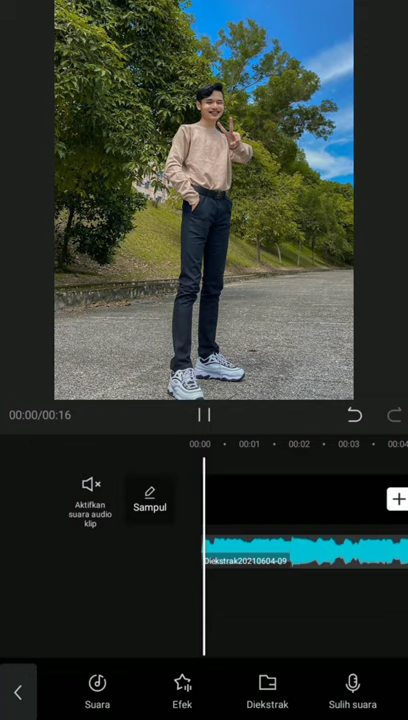 00:00/00:16
00:00
00:01
00:02
00:03
00:04
Aktifkan
suara audio
klip
Sampul
Diekstrak20210604-09
Suara
Efek
Diekstrak
Sulih suara